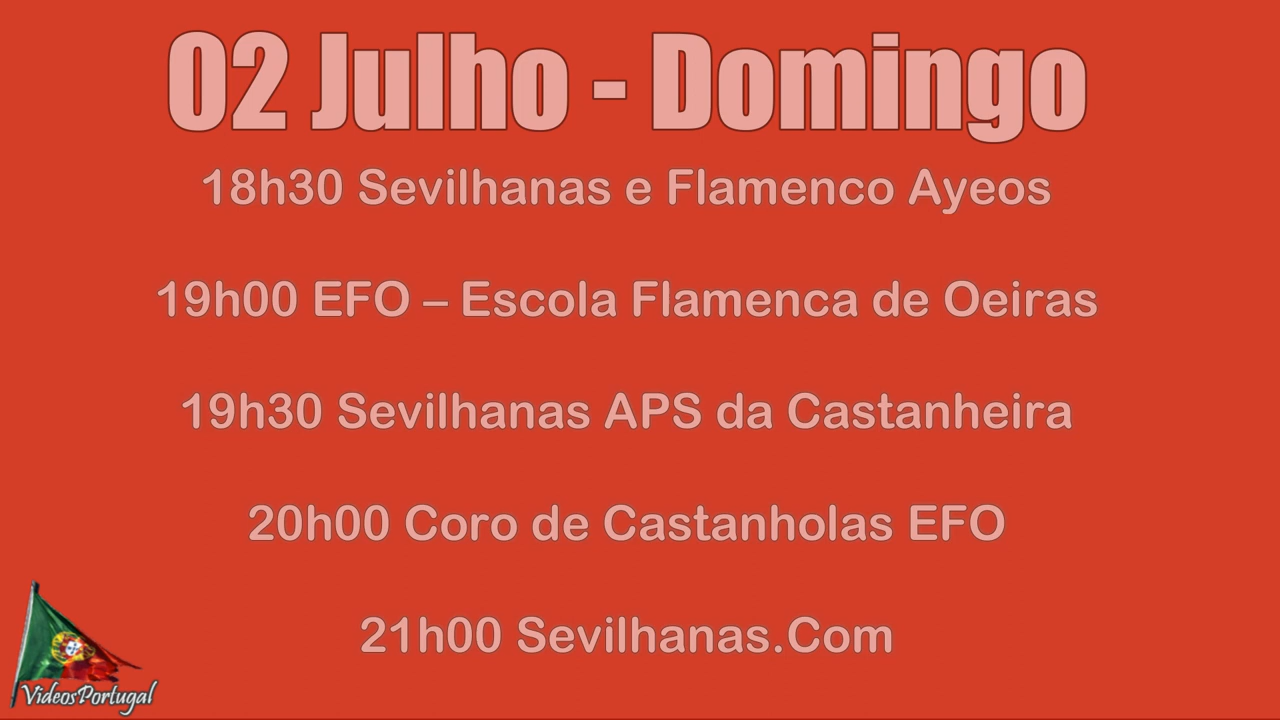 02 Julho - Domingo
18h30 Sevilhanas e Flamenco Ayeos
19h00 EFO – Escola Flamenca de Oeiras
19h30 Sevilhanas APS da Castanheira
20h00 Coro de Castanholas EFO
21h00 Sevilhanas.Com
VideosPortugal